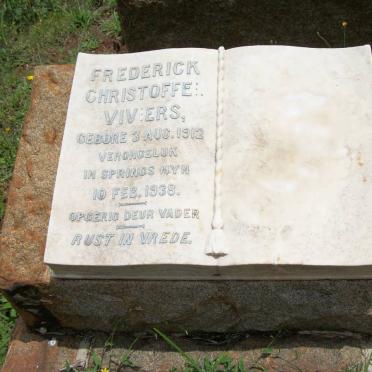 FREDERICK
CHRISTOFFEL
VIVIERS,
GEBORE 3 AUG. 1912
VERONGELUK
IN SPRINGS MYN
10 FEB. 1938.
OPGERIG DEUR VADER
RUST IN VREDE.